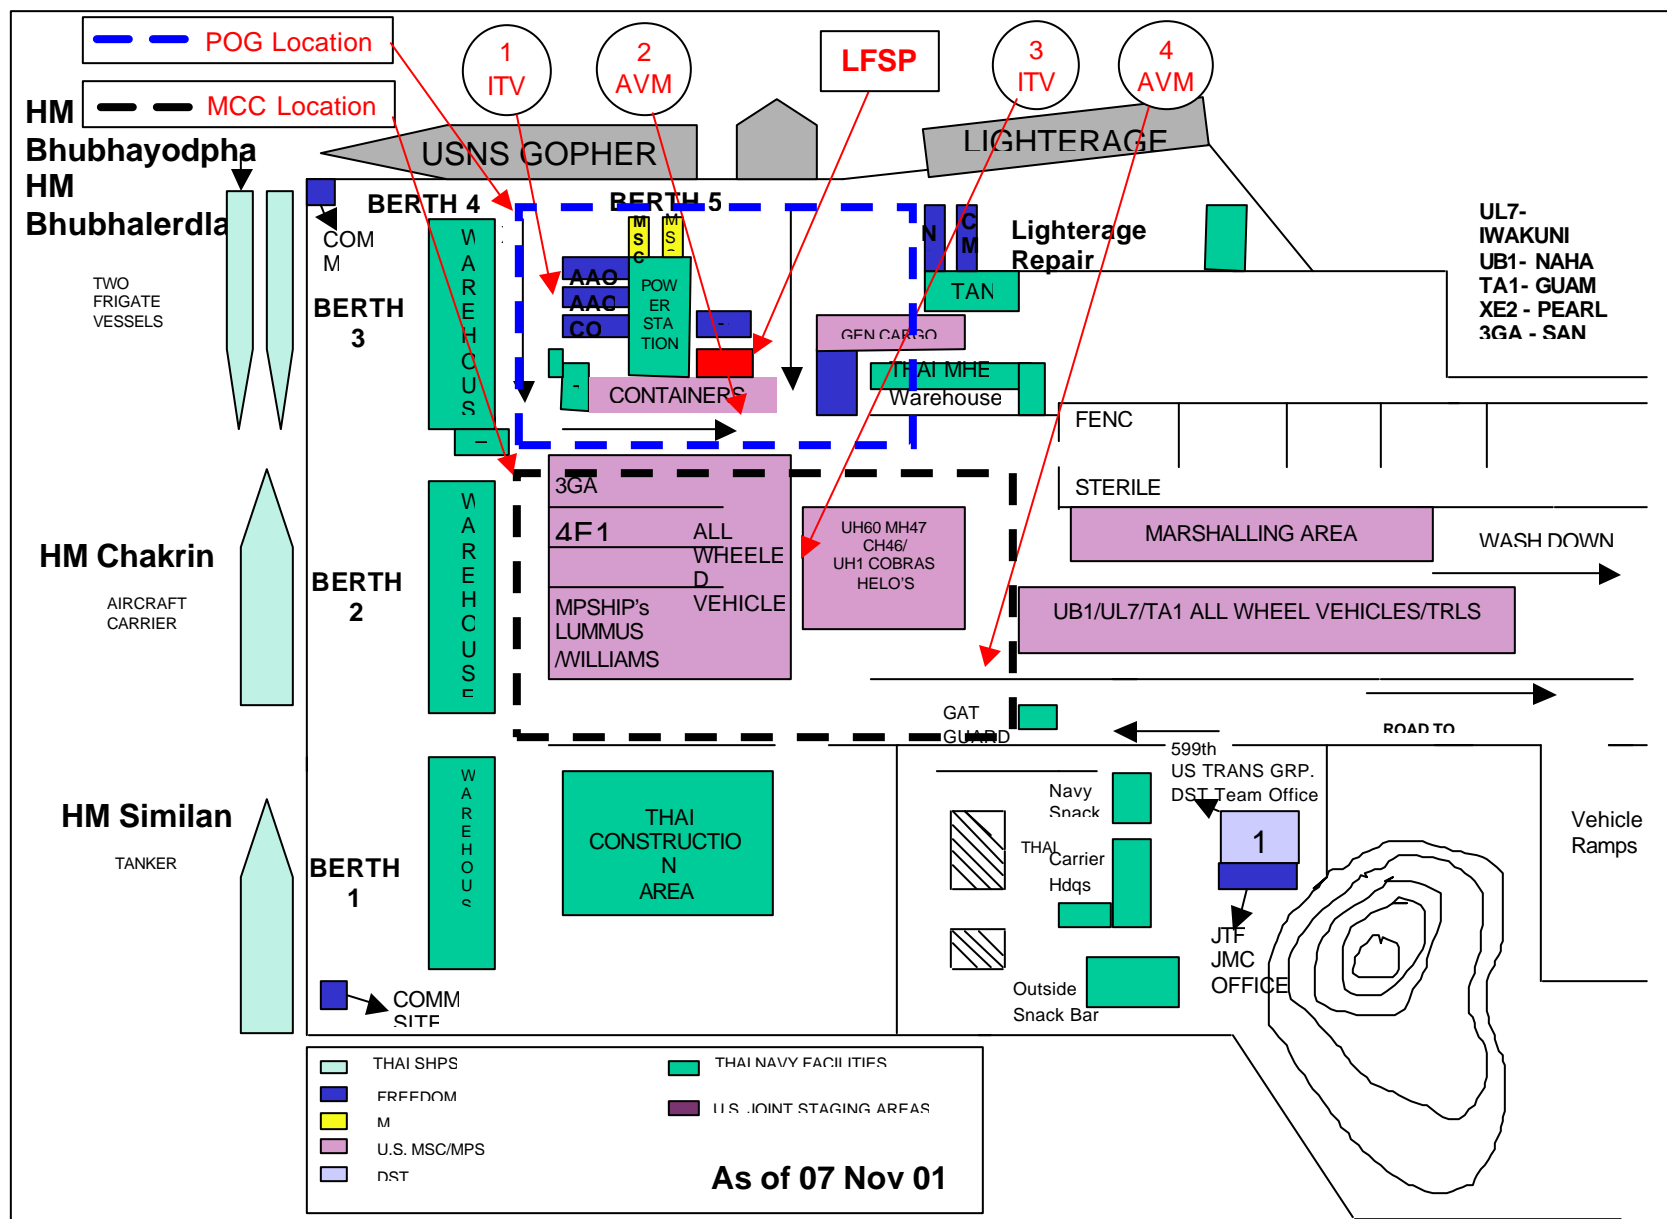 POG Location
MCC Location
1
ITV
2
AVM
LFSP
3
ITV
4
AVM
HM
Bhubhayodpha
HM
Bhubhalerdla
USNS GOPHER
LIGHTERAGE
BERTH 4
BERTH 5
COM
M
TWO
FRIGATE
VESSELS
BERTH
3
WAREHOUS
MSC
MSC
AAO
AAC
CO
POW
ER
STA
TION
CONTAINERS
N
CM
TAN
Lighterage
Repair
GEN CARGO
THAI MHE
Warehouse
UL7-
IWAKUNI
UB1- NAHA
TA1- GUAM
XE2 - PEARL
3GA - SAN
FENC
STERILE
MARSHALLING AREA
WASH DOWN
HM Chakrin
AIRCRAFT
CARRIER
BERTH
2
WAREHOUSE
3GA
4F1
ALL
WHEELE
D
VEHICLE
MPSHIP's
LUMMUS
/WILLIAMS
UH60 MH47
CH46/
UH1 COBRAS
HELO'S
UB1/UL7/TA1 ALL WHEEL VEHICLES/TRLS
GAT
GUARD
ROAD TO
599th
US TRANS GRP.
DST Team Office
HM Similan
TANKER
BERTH
1
WAREHOUS
THAI
CONSTRUCTIO
N
AREA
Navy
Snack
THAI
Carrier
Hdqs
1
JTF
JMC
OFFICE
Vehicle
Ramps
Outside
Snack Bar
COMM
SITE
THAI SHPS
FREEDOM
M
U.S. MSC/MPS
DST
THAI NAVY FACILITIES
U.S. JOINT STAGING AREAS
As of 07 Nov 01